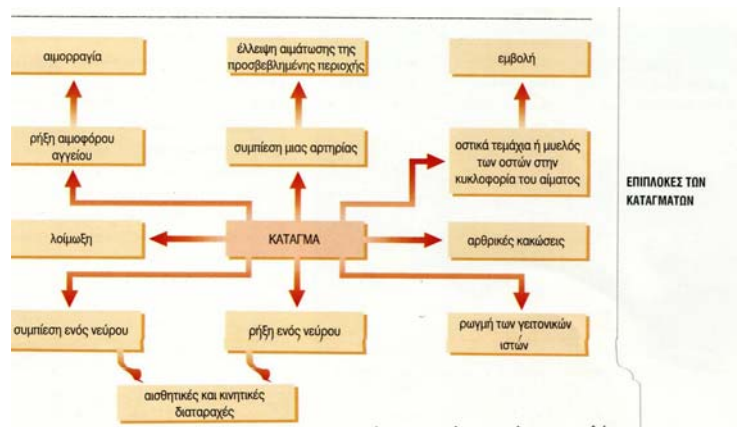 αιμορραγία
έλλειψη αιμάτωσης της
προσβεβλημένης περιοχής
εμβολή
ρήξη αιμοφόρου
αγγείου
συμπίεση μιας αρτηρίας
οστικά τεμάχια ή μυελός
των οστών στην
κυκλοφορία του αίματος
ΕΠΙΠΛΟΚΕΣ ΤΩΝ
ΚΑΤΑΓΜΑΤΩΝ
λοίμωξη
ΚΑΤΑΓΜΑ
αρθρικές κακώσεις
συμπίεση ενός νεύρου
ρήξη ενός νεύρου
ρωγμή των γειτονικών
ιστών
αισθητικές και κινητικές
διαταραχές